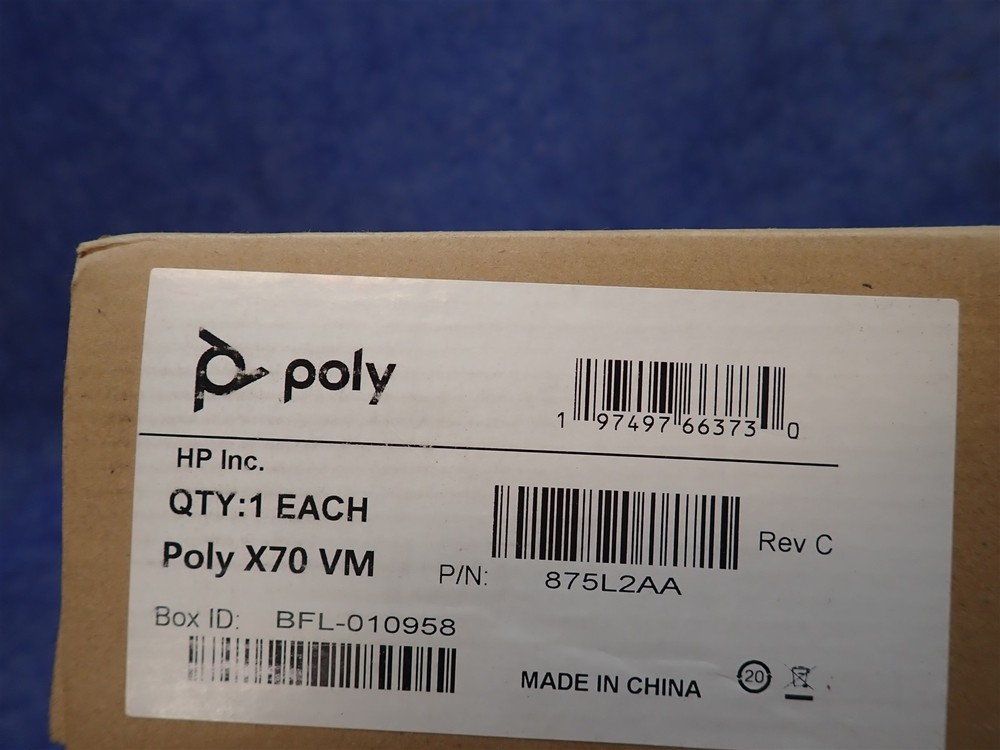 poly
1 97497 66373 0
HP Inc.
QTY:1 EACH
Poly X70 VM
Rev C
P/N: 875L2AA
Box ID: BFL-010958
MADE IN CHINA
20